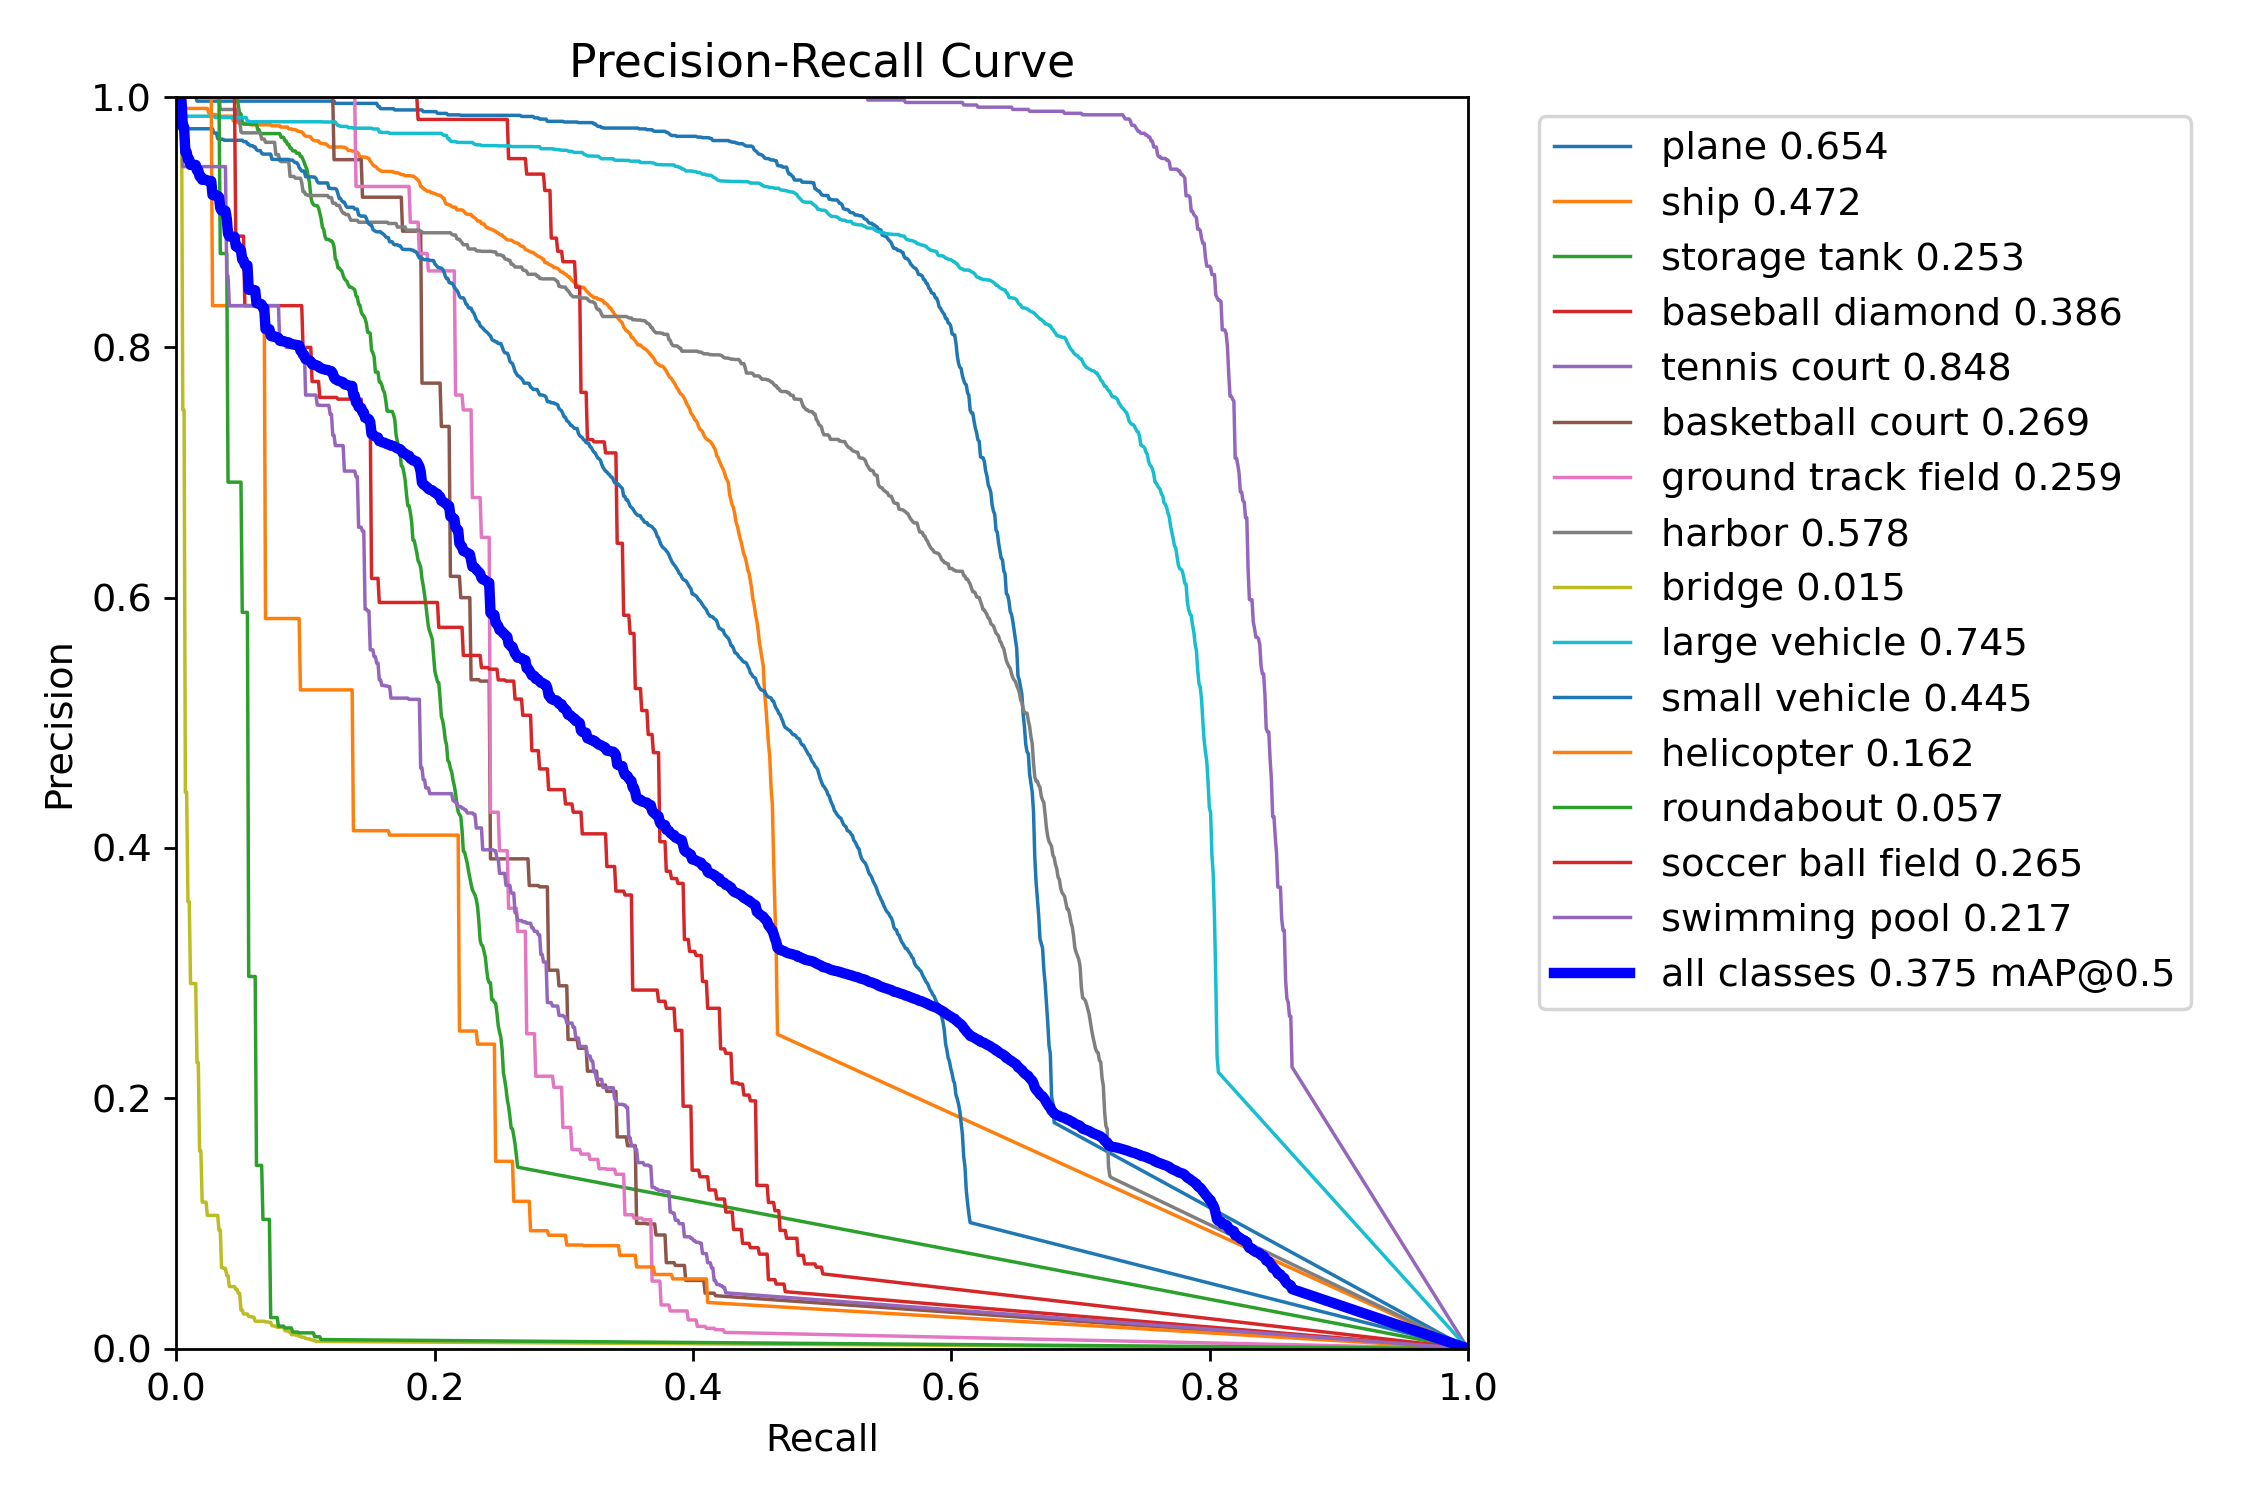 Precision-Recall Curve
1.0
0.8
0.6
0.4
0.2
0.0
Precision
0.0 0.2 0.4 0.6 0.8 1.0
Recall
plane 0.654
ship 0.472
storage tank 0.253
baseball diamond 0.386
tennis court 0.848
basketball court 0.269
ground track field 0.259
harbor 0.578
bridge 0.015
large vehicle 0.745
small vehicle 0.445
helicopter 0.162
roundabout 0.057
soccer ball field 0.265
swimming pool 0.217
all classes 0.375 mAP@0.5